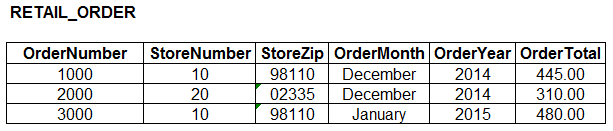 RETAIL_ORDER
OrderNumber StoreNumber StoreZip OrderMonth OrderYear OrderTotal
1000 10 98110 December 2014 445.00
2000 20 02335 December 2014 310.00
3000 10 98110 January 2015 480.00